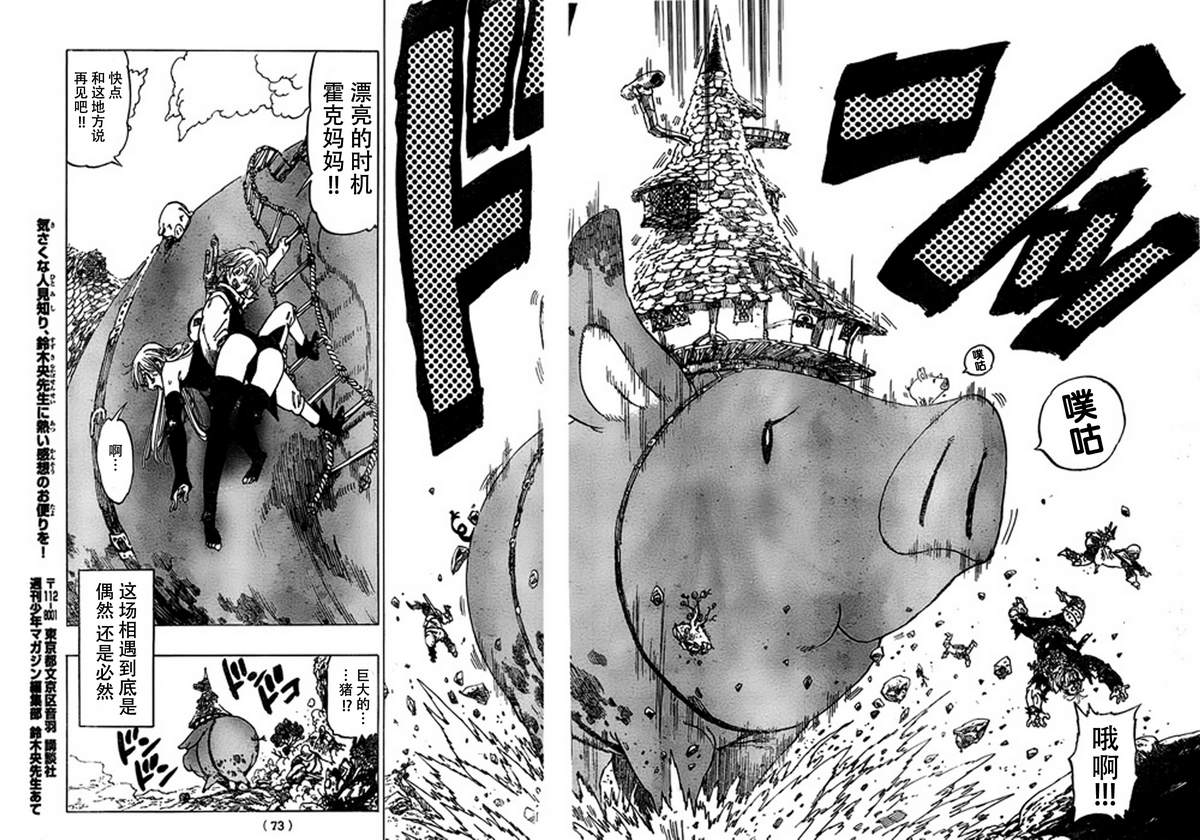 ドドーン
噗咕
噗咕
哦啊!!!
漂亮的时机
霍克妈妈!!
快点
和这地方说
再见吧!!
啊…
这场相遇到底是
偶然 还是必然
巨大的…
…猪!?
ドンドコ
ドンドン
(73)
気さくな人見知り、鈴木央先生に熱い感想のお便りを!
〒112-8001 東京都文京区音羽 講談社
週刊少年マガジン編集部 鈴木央先生あて